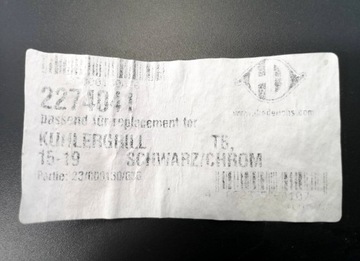 2274041
passend für replacement for
KÜHLERGRILL T6,
15-19 SCHWARZ/CHROM